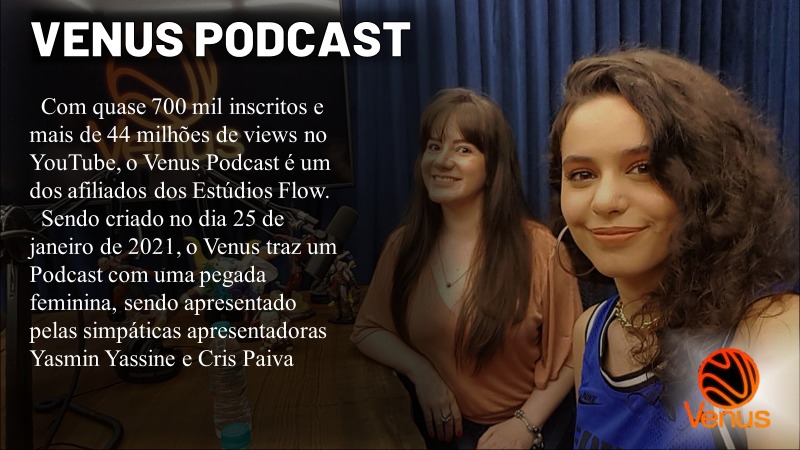 VENUS PODCAST
Com quase 700 mil inscritos e
mais de 44 milhões de views no
YouTube, o Venus Podcast é um
dos afiliados dos Estúdios Flow.
Sendo criado no dia 25 de
janeiro de 2021, o Venus traz um
Podcast com uma pegada
feminina, sendo apresentado
pelas simpáticas apresentadoras
Yasmin Yassine e Cris Paiva
Venus